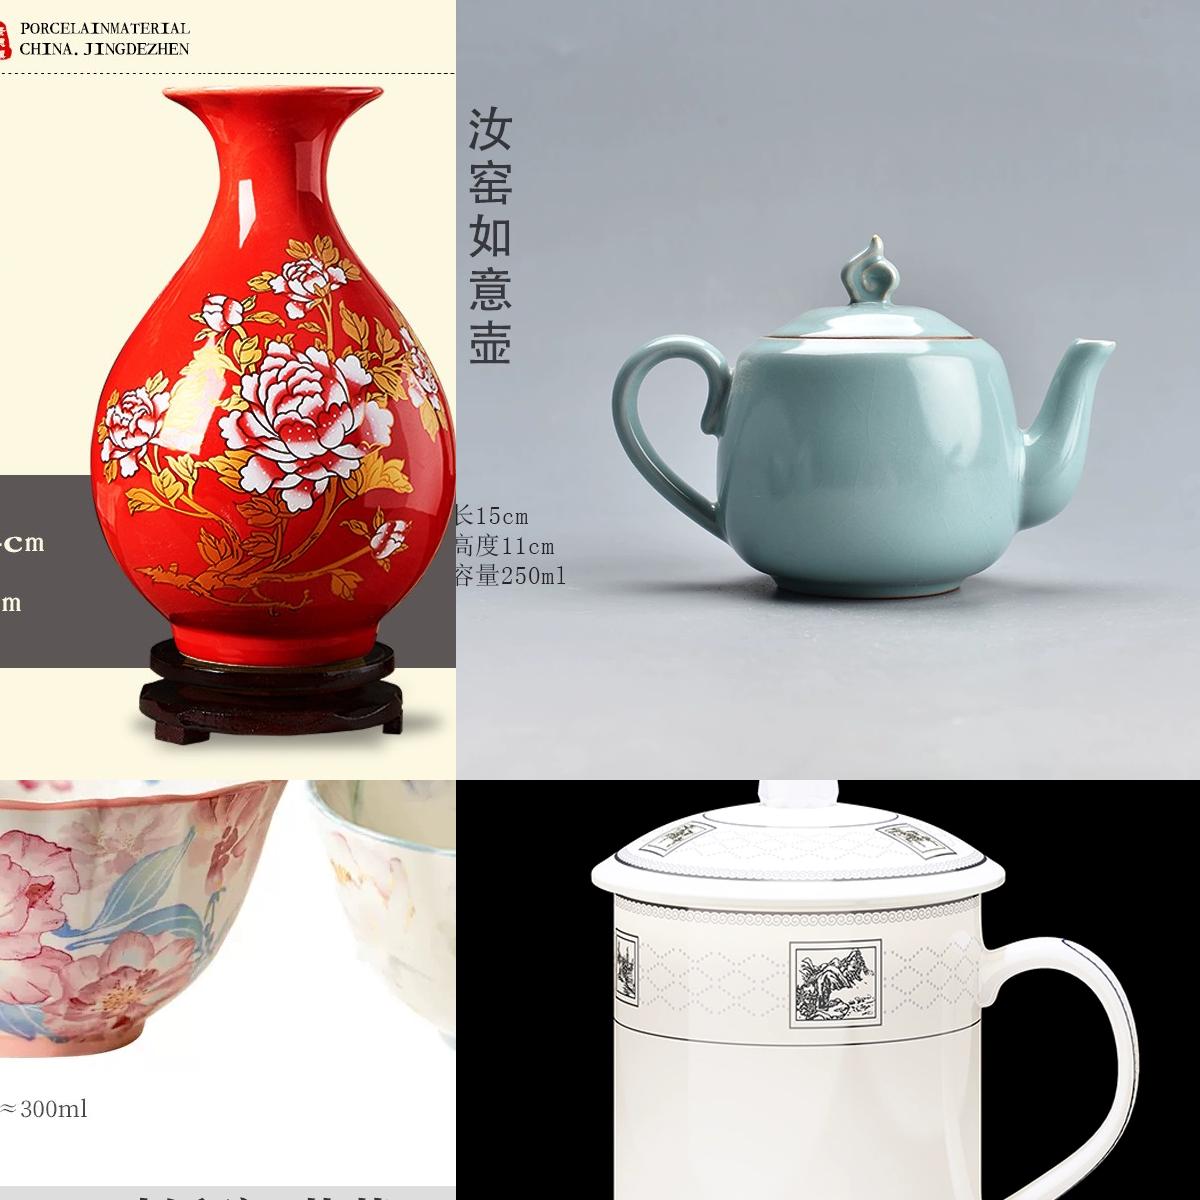 PORCELAINMATERIAL
CHINA. JINGDEZHEN
汝窑如意壶
长15cm
高度11cm
容量250ml
cm
m
≈300ml